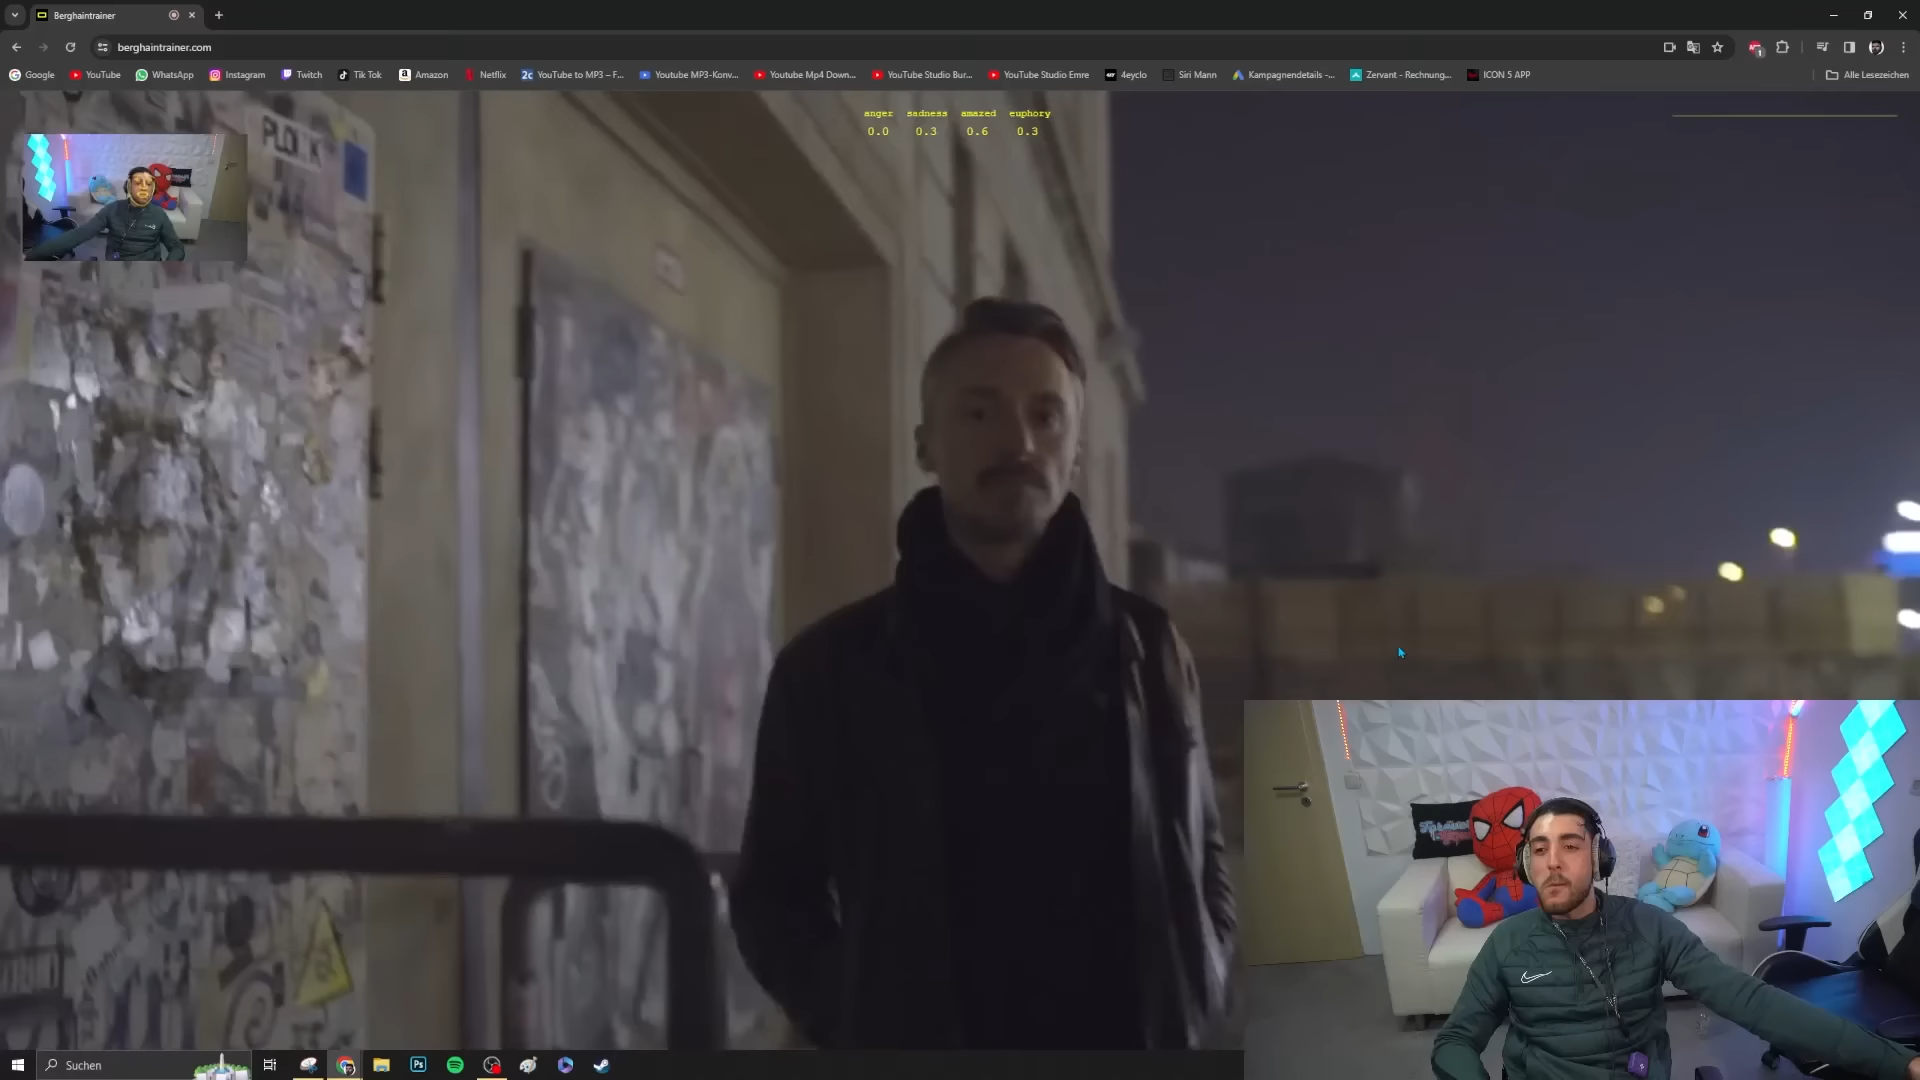 Berghaintrainer
berghaintrainer.com
Google YouTube WhatsApp Instagram Twitch Tik Tok Amazon Netflix YouTube to MP3 – F... Youtube MP3-Konv... Youtube Mp4 Down... YouTube Studio Bur... YouTube Studio Emre 4eyclo Siri Mann Kampagnendetails -... Zervant - Rechnung... ICON 5 APP Alle Lesezeichen
anger sadness amazed euphory
0.0 0.3 0.6 0.3
Suchen